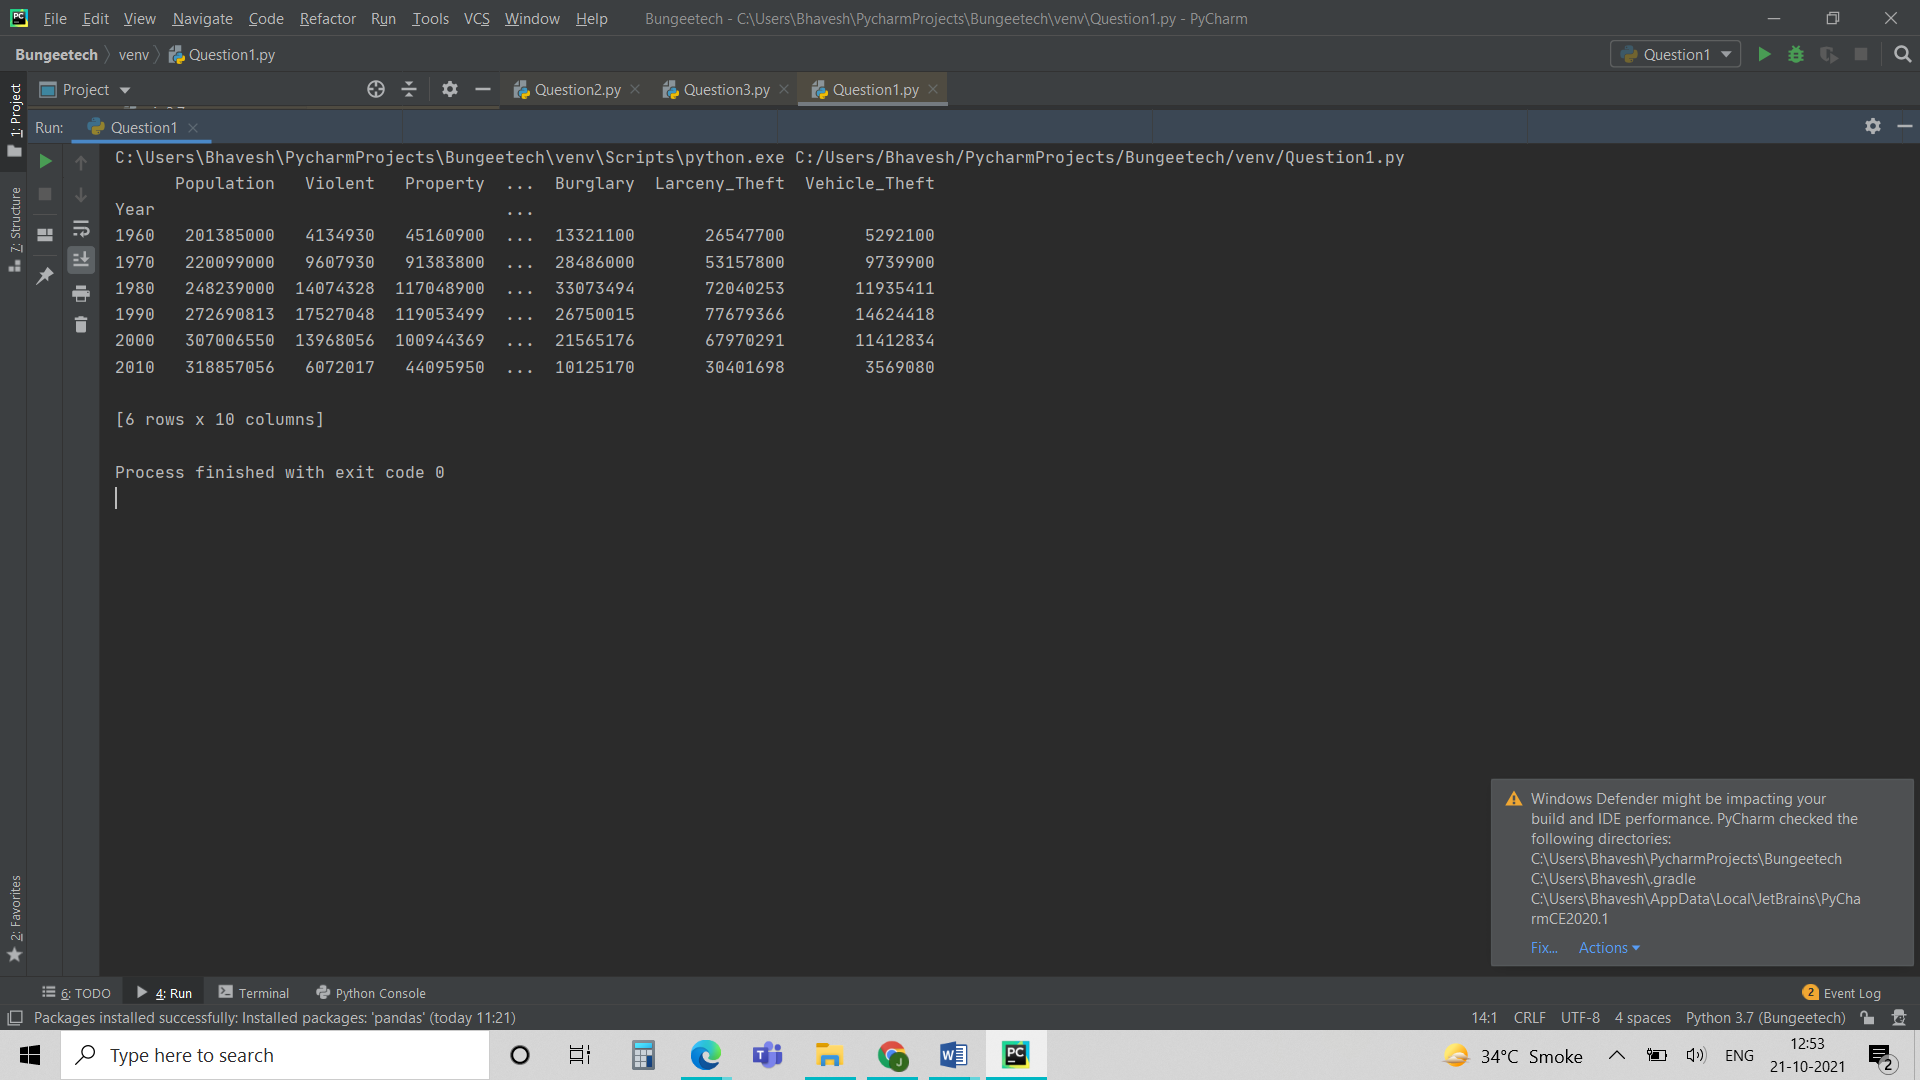 File Edit View Navigate Code Refactor Run Tools VCS Window Help Bungeetech - C:\Users\Bhavesh\PycharmProjects\Bungeetech\venv\Question1.py - PyCharm
Bungeetech venv Question1.py Question1
Project Question2.py Question3.py Question1.py
1: Project
Run: Question1
C:\Users\Bhavesh\PycharmProjects\Bungeetech\venv\Scripts\python.exe C:/Users/Bhavesh/PycharmProjects/Bungeetech/venv/Question1.py
Population Violent Property ... Burglary Larceny_Theft Vehicle_Theft
Year ...
1960 201385000 4134930 45160900 ... 13321100 26547700 5292100
1970 220099000 9607930 91383800 ... 28486000 53157800 9739900
1980 248239000 14074328 117048900 ... 33073494 72040253 11935411
1990 272690813 17527048 119053499 ... 26750015 77679366 14624418
2000 307006550 13968056 100944369 ... 21565176 67970291 11412834
2010 318857056 6072017 44095950 ... 10125170 30401698 3569080
[6 rows x 10 columns]
Process finished with exit code 0
7: Structure
2: Favorites
Windows Defender might be impacting your
build and IDE performance. PyCharm checked the
following directories:
C:\Users\Bhavesh\PycharmProjects\Bungeetech
C:\Users\Bhavesh\.gradle
C:\Users\Bhavesh\AppData\Local\JetBrains\PyCha
rmCE2020.1
Fix... Actions
6: TODO 4: Run Terminal Python Console 2 Event Log
Packages installed successfully: Installed packages: 'pandas' (today 11:21) 14:1 CRLF UTF-8 4 spaces Python 3.7 (Bungeetech)
Type here to search 34°C Smoke ENG 12:53
21-10-2021 2